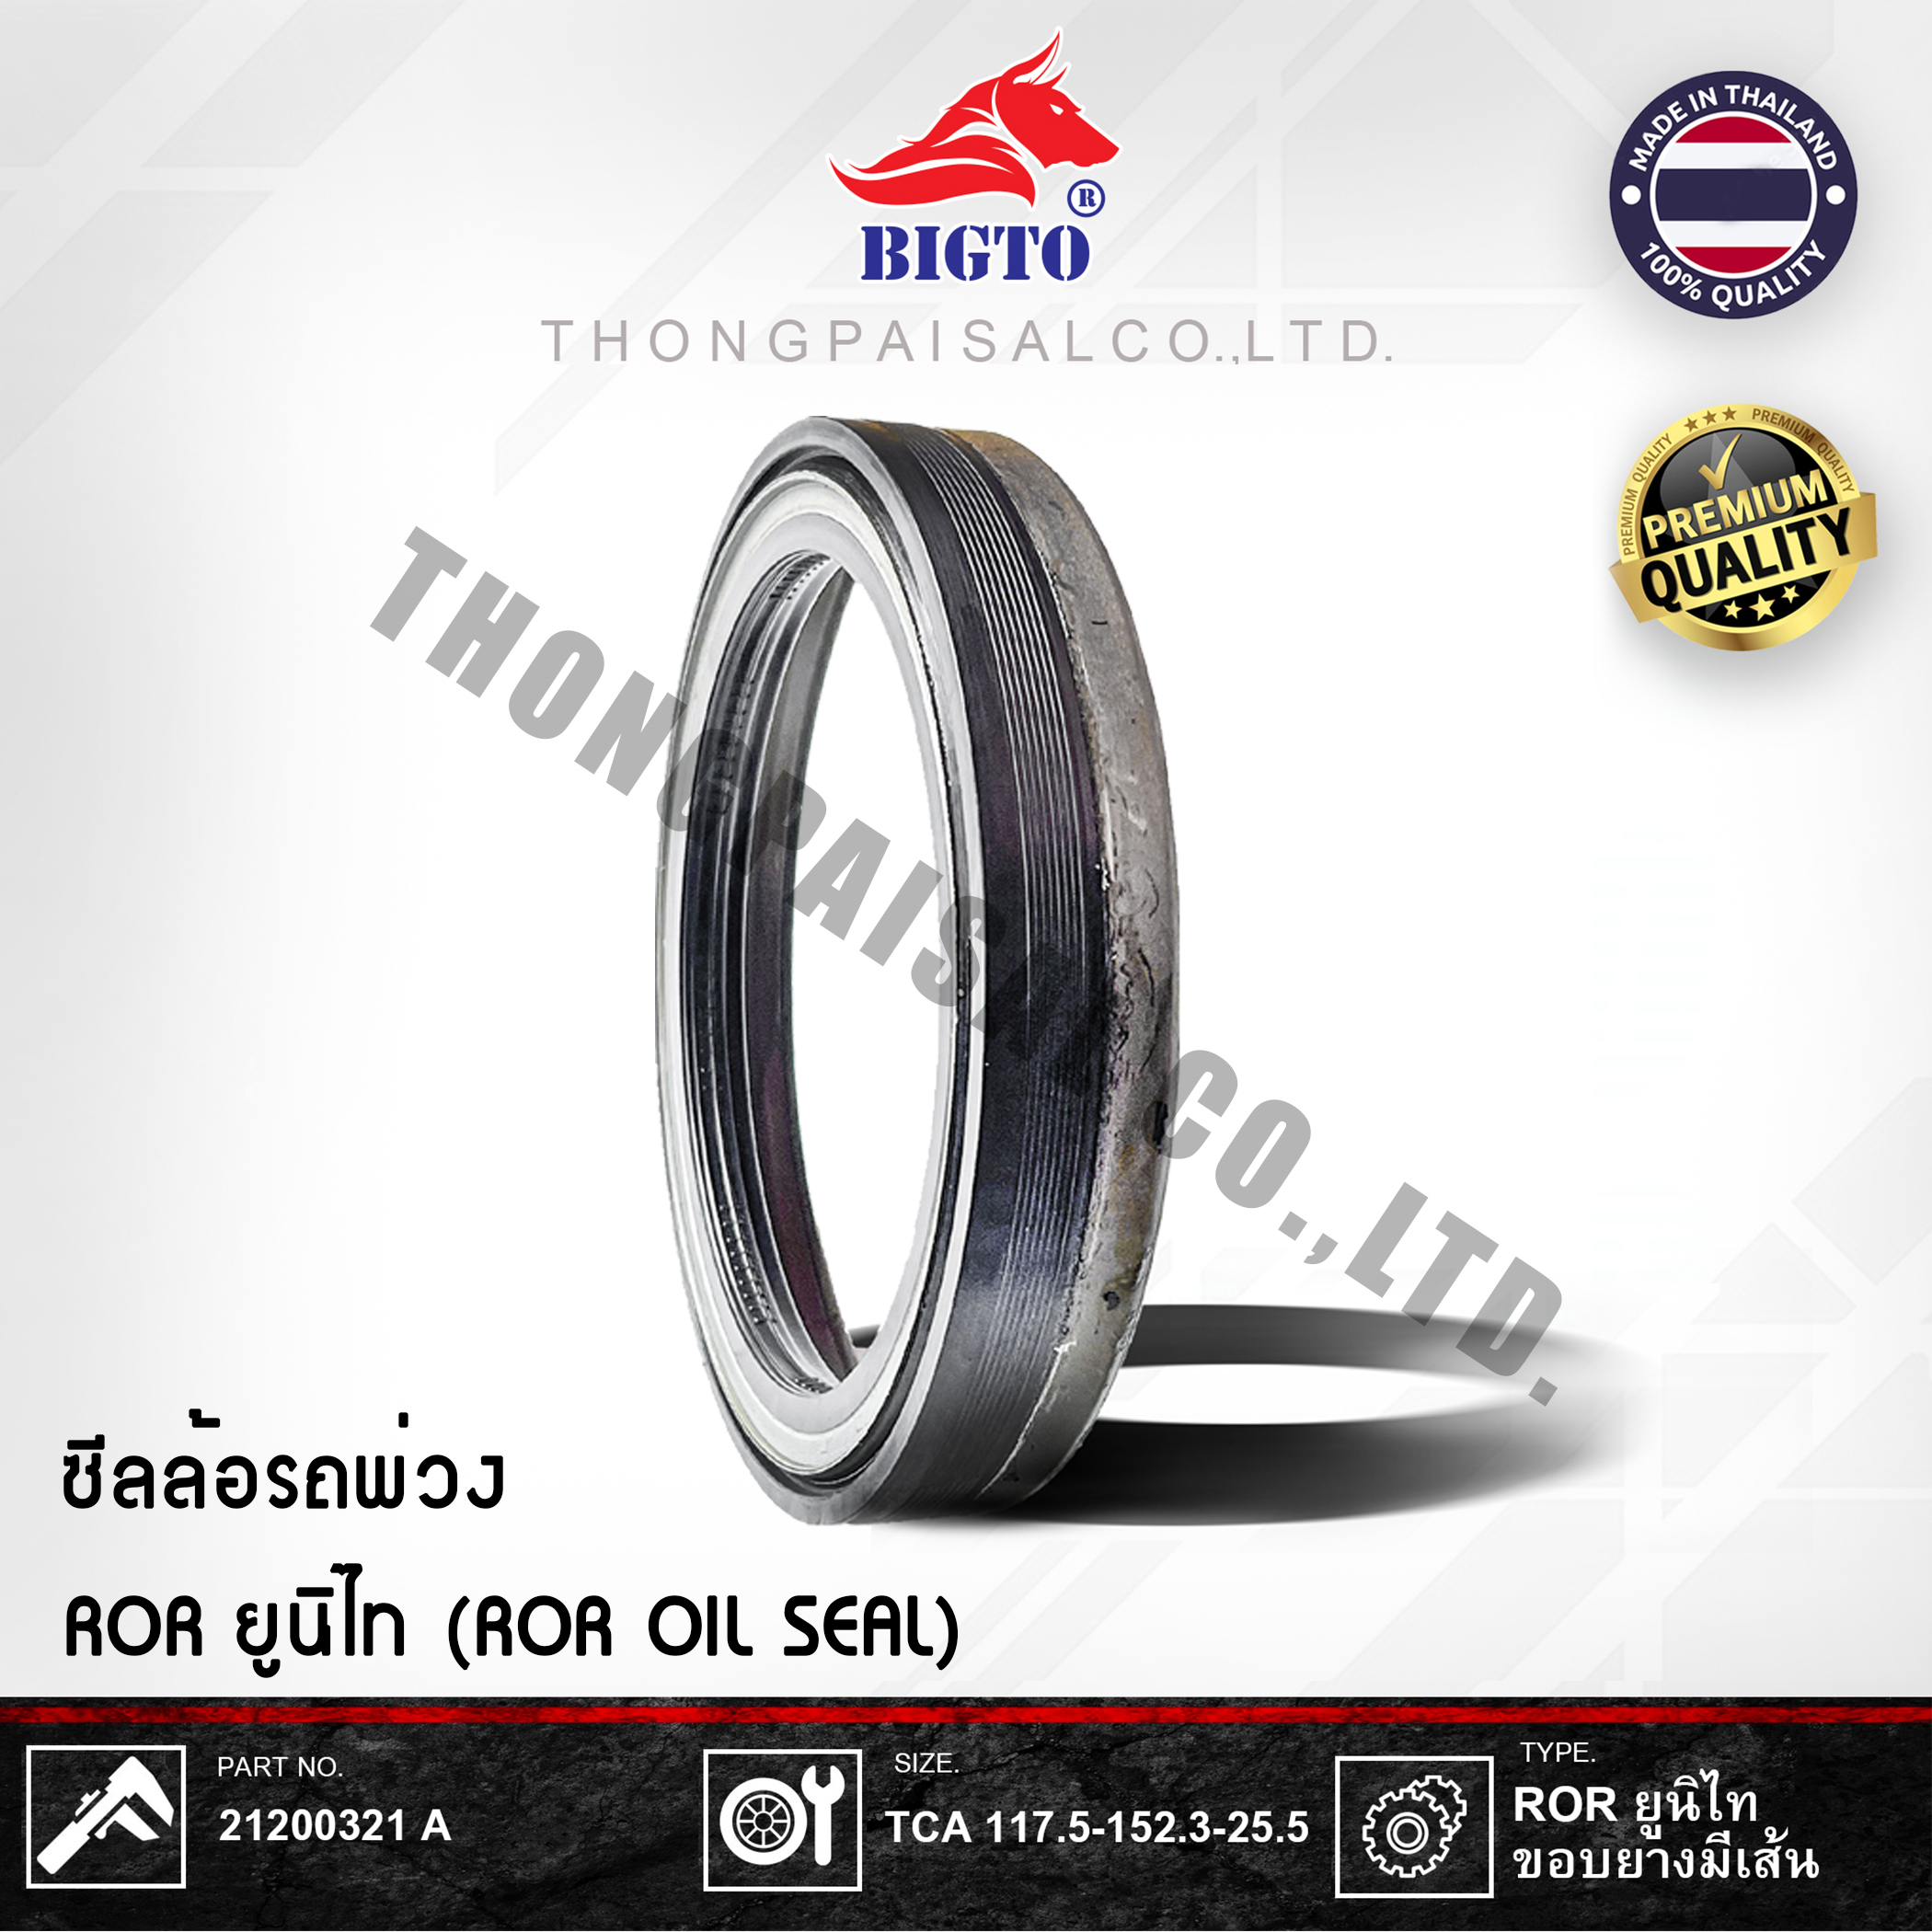 BIGTO ®
THONGPAISALCO.,LTD.
MADE IN THAILAND
100% QUALITY
PREMIUM QUALITY ★★★ PREMIUM QUALITY
PREMIUM
QUALITY
THONGPAISAL CO.,LTD.
ซีลล้อรถพ่วง
ROR ยูนิไท (ROR OIL SEAL)
PART NO.
21200321 A
SIZE.
TCA 117.5-152.3-25.5
TYPE.
ROR ยูนิไท
ขอบยางมีเส้น